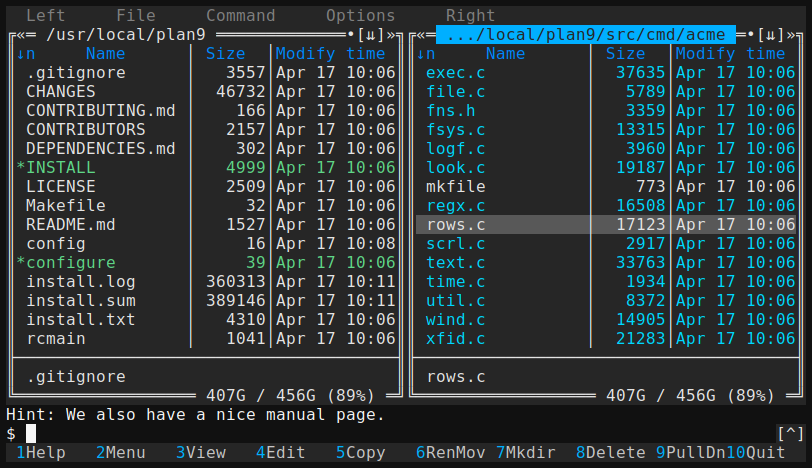 Left File Command Options Right
«═ /usr/local/plan9 ═════════════•[⇊]» «═ .../local/plan9/src/cmd/acme ═•[⇊]»
↓n Name │ Size │Modify time ↓n Name │ Size │Modify time
.gitignore │ 3557│Apr 17 10:06 exec.c │ 37635│Apr 17 10:06
CHANGES │ 46732│Apr 17 10:06 file.c │ 5789│Apr 17 10:06
CONTRIBUTING.md │ 166│Apr 17 10:06 fns.h │ 3359│Apr 17 10:06
CONTRIBUTORS │ 2157│Apr 17 10:06 fsys.c │ 13315│Apr 17 10:06
DEPENDENCIES.md │ 302│Apr 17 10:06 logf.c │ 3960│Apr 17 10:06
*INSTALL │ 4999│Apr 17 10:06 look.c │ 19187│Apr 17 10:06
LICENSE │ 2509│Apr 17 10:06 mkfile │ 773│Apr 17 10:06
Makefile │ 32│Apr 17 10:06 regx.c │ 16508│Apr 17 10:06
README.md │ 1527│Apr 17 10:06 rows.c │ 17123│Apr 17 10:06
config │ 16│Apr 17 10:08 scrl.c │ 2917│Apr 17 10:06
*configure │ 39│Apr 17 10:06 text.c │ 33763│Apr 17 10:06
install.log │360313│Apr 17 10:11 time.c │ 1934│Apr 17 10:06
install.sum │389146│Apr 17 10:11 util.c │ 8372│Apr 17 10:06
install.txt │ 4310│Apr 17 10:06 wind.c │ 14905│Apr 17 10:06
rcmain │ 1041│Apr 17 10:06 xfid.c │ 21283│Apr 17 10:06
.gitignore rows.c
407G / 456G (89%) 407G / 456G (89%)
Hint: We also have a nice manual page.
$ [^]
1Help 2Menu 3View 4Edit 5Copy 6RenMov 7Mkdir 8Delete 9PullDn 10Quit